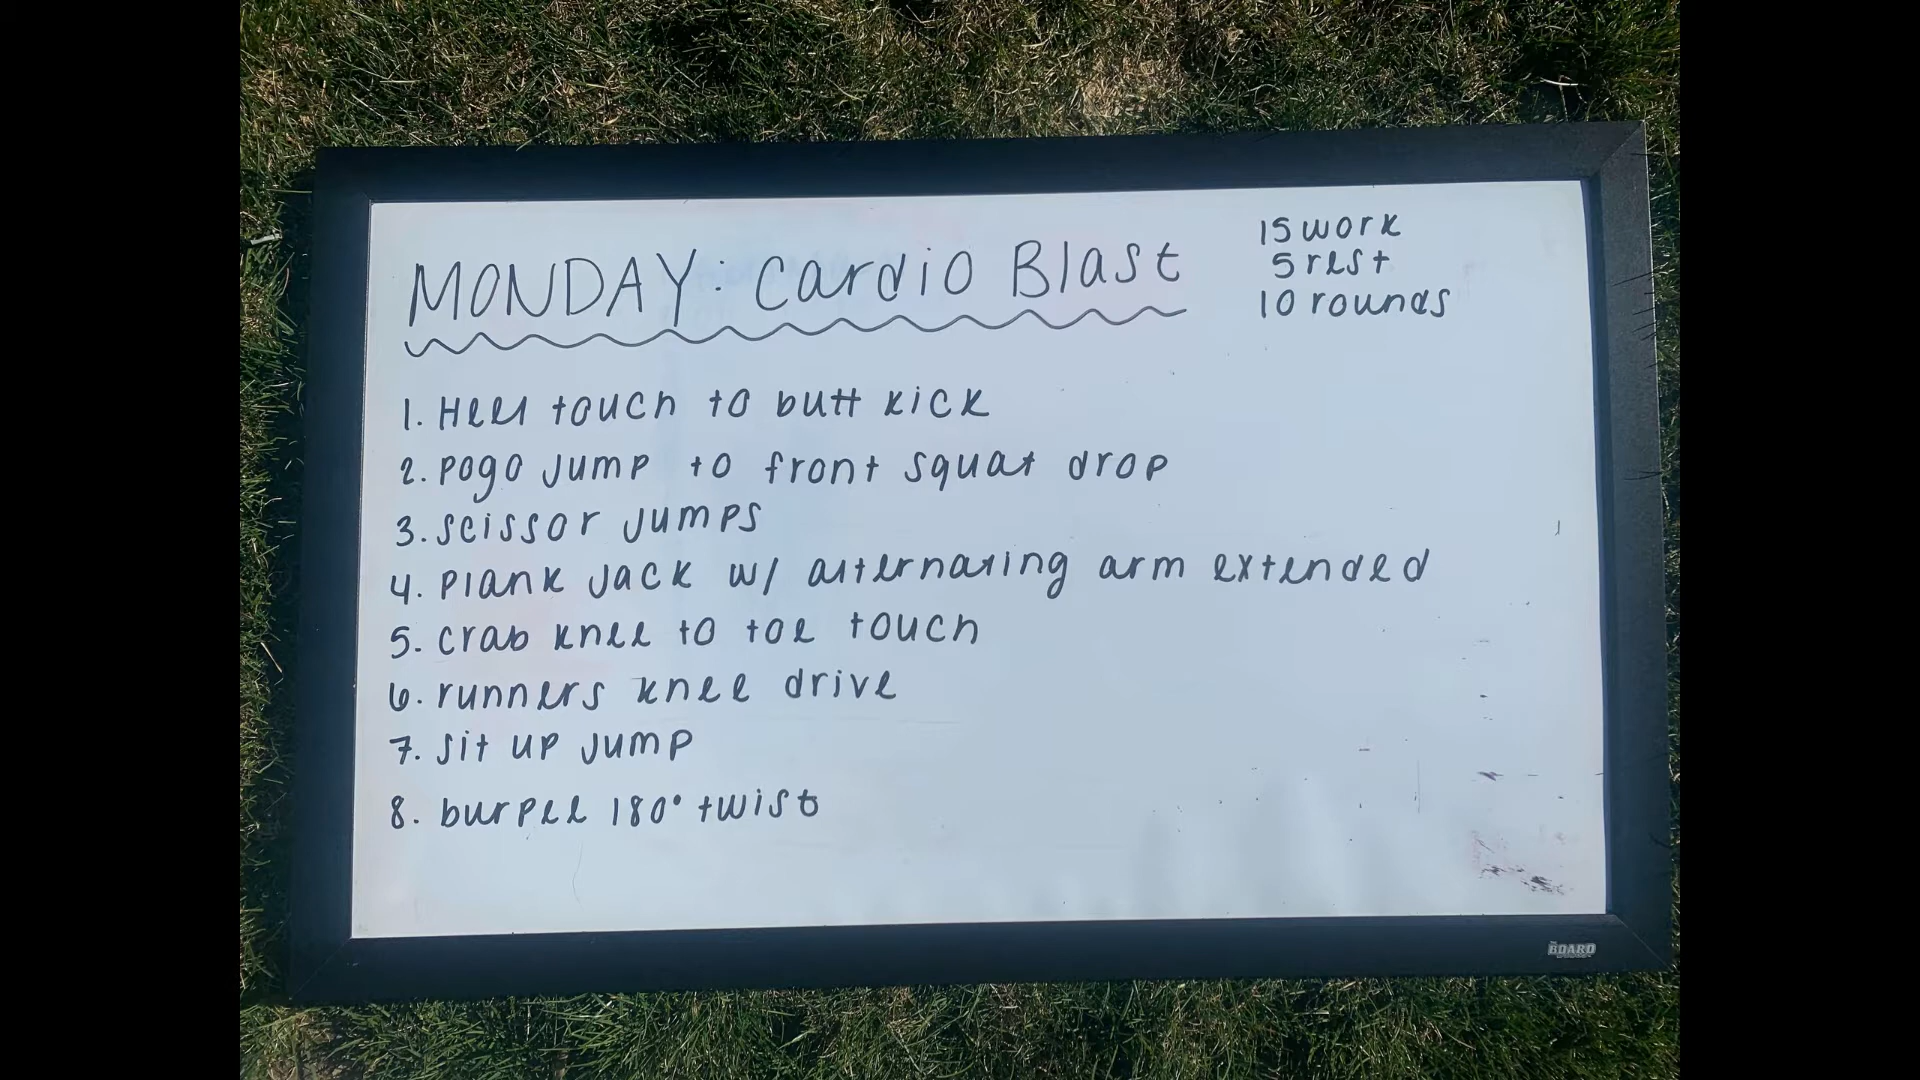 MONDAY: Cardio Blast
15 work
5 rest
10 rounds
1. Heel touch to butt kick
2. pogo jump to front squat drop
3. scissor jumps
4. plank jack w/ alternating arm extended
5. crab knee to toe touch
6. runners knee drive
7. sit up jump
8. burpee 180° twist
THE BOARD